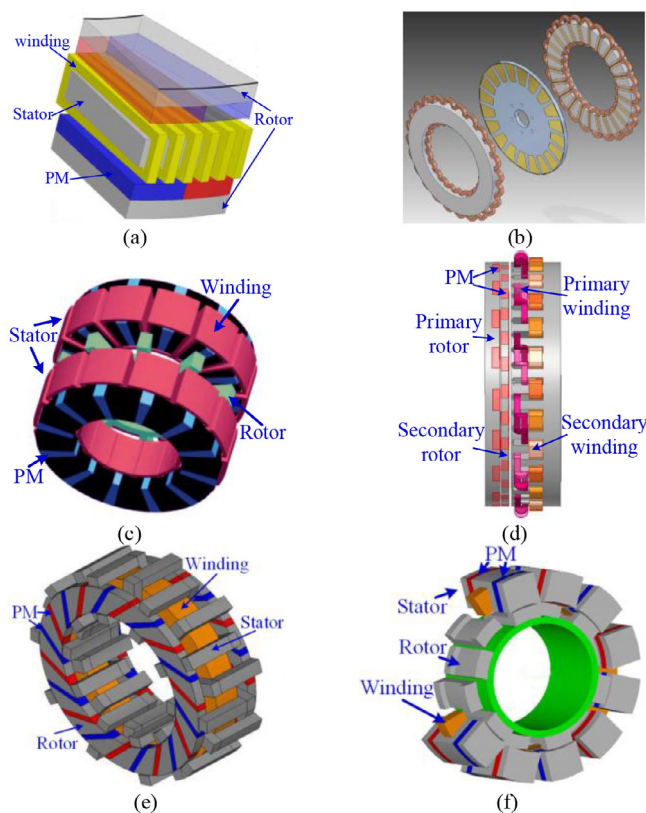 winding
Stator
Rotor
PM
(a)
(b)
Winding
Stator
Rotor
PM
(c)
PM
Primary
winding
Primary
rotor
Secondary
rotor
Secondary
winding
(d)
Winding
PM
Stator
Rotor
(e)
PM
Stator
Rotor
Winding
(f)